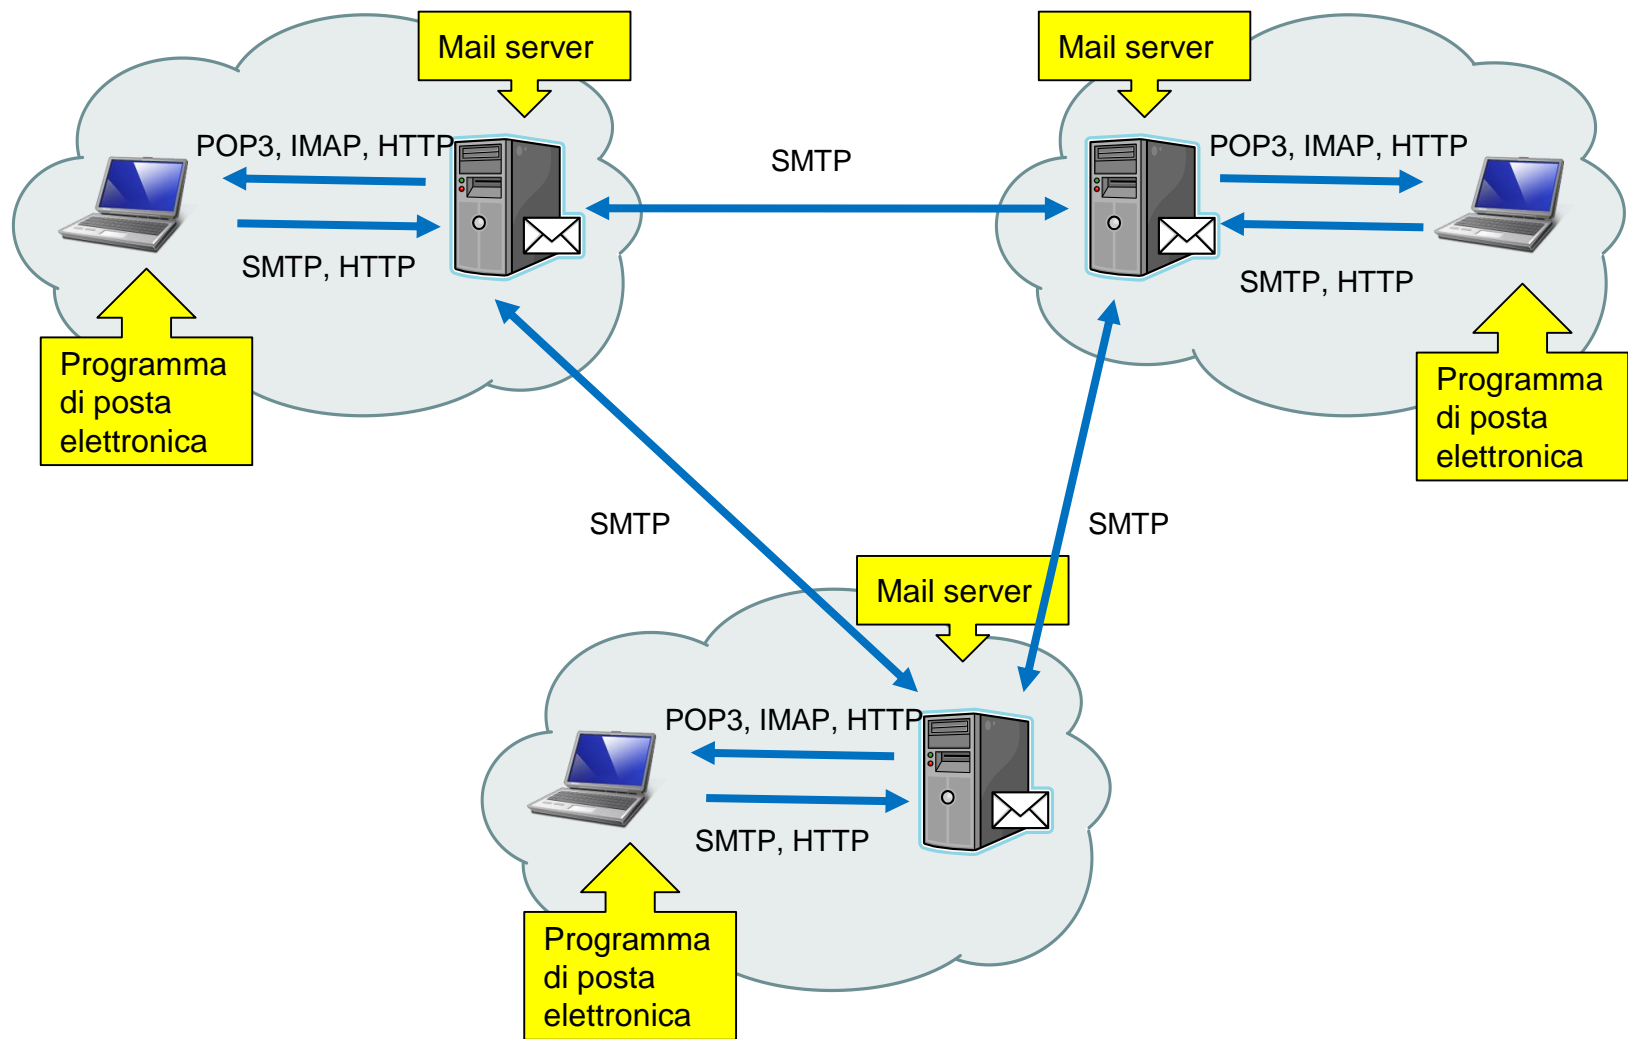 Mail server
Mail server
POP3, IMAP, HTTP
SMTP
POP3, IMAP, HTTP
SMTP, HTTP
SMTP, HTTP
Programma
di posta
elettronica
Programma
di posta
elettronica
SMTP
SMTP
Mail server
POP3, IMAP, HTTP
SMTP, HTTP
Programma
di posta
elettronica